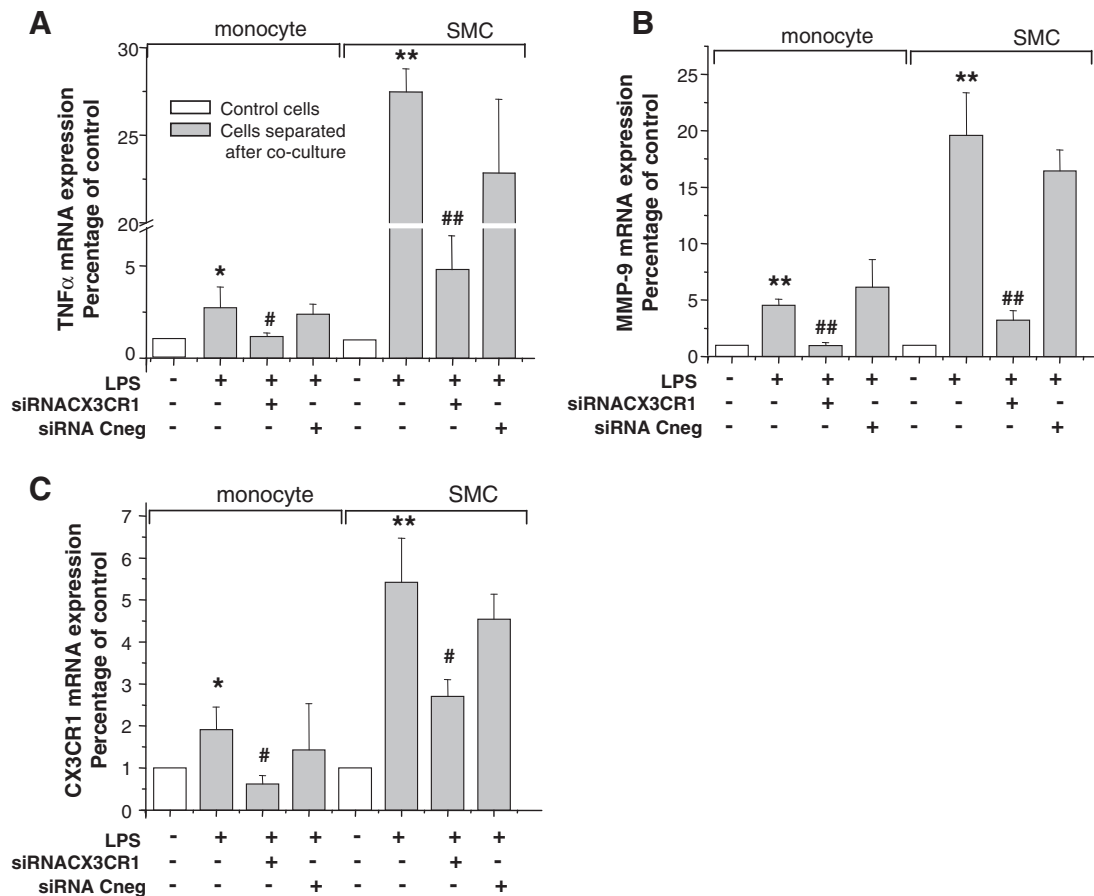 A
monocyte SMC
TNFα mRNA expression
Percentage of control
30
25
20
5
0
Control cells
Cells separated
after co-culture
* # ** ##
LPS - + + + - + + +
siRNACX3CR1 - - + - - - + -
siRNA Cneg - - - + - - - +
B
monocyte SMC
MMP-9 mRNA expression
Percentage of control
25
20
15
10
5
0
** ## ** ##
LPS - + + + - + + +
siRNACX3CR1 - - + - - - + -
siRNA Cneg - - - + - - - +
C
monocyte SMC
CX3CR1 mRNA expression
Percentage of control
7
6
5
4
3
2
1
0
* # ** #
LPS - + + + - + + +
siRNACX3CR1 - - + - - - + -
siRNA Cneg - - - + - - - +